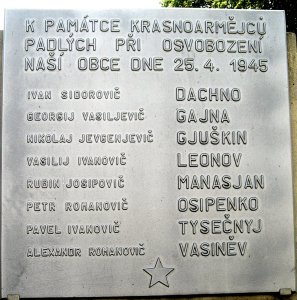 K PAMÁTCE KRASNOARMĚJCŮ
PADLÝCH PŘI OSVOBOZENÍ
NAŠÍ OBCE DNE 25. 4. 1945
IVAN SIDOROVIČ DACHNO
GEORGIJ VASILJEVIČ GAJNA
NIKOLAJ JEVGENJEVIČ GJUŠKIN
VASILIJ IVANOVIČ LEONOV
RUBIN JOSIPOVIČ MANASJAN
PETR ROMANOVIČ OSIPENKO
PAVEL IVANOVIČ TYSEČNYJ
ALEXANDR ROMANOVIČ VASINĚV